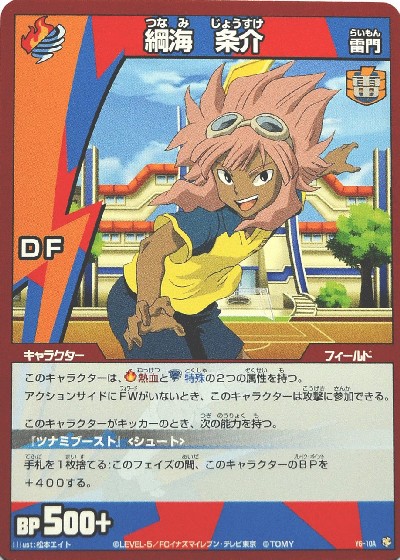 つなみ じょうすけ らいもん
綱海 条介 雷門
雷
DF
キャラクター フィールド
このキャラクターは、熱血と特殊の2つの属性を持つ。
アクションサイドにFWがいないとき、このキャラクターは攻撃に参加できる。
このキャラクターがキッカーのとき、次の能力を持つ。
『ツナミブースト』<シュート>
手札を1枚捨てる:このフェイズの間、このキャラクターのBPを
+400する。
BP 500+
Illust:松本エイト ©LEVEL-5/FCイナズマイレブン・テレビ東京 ©TOMY YG-10A